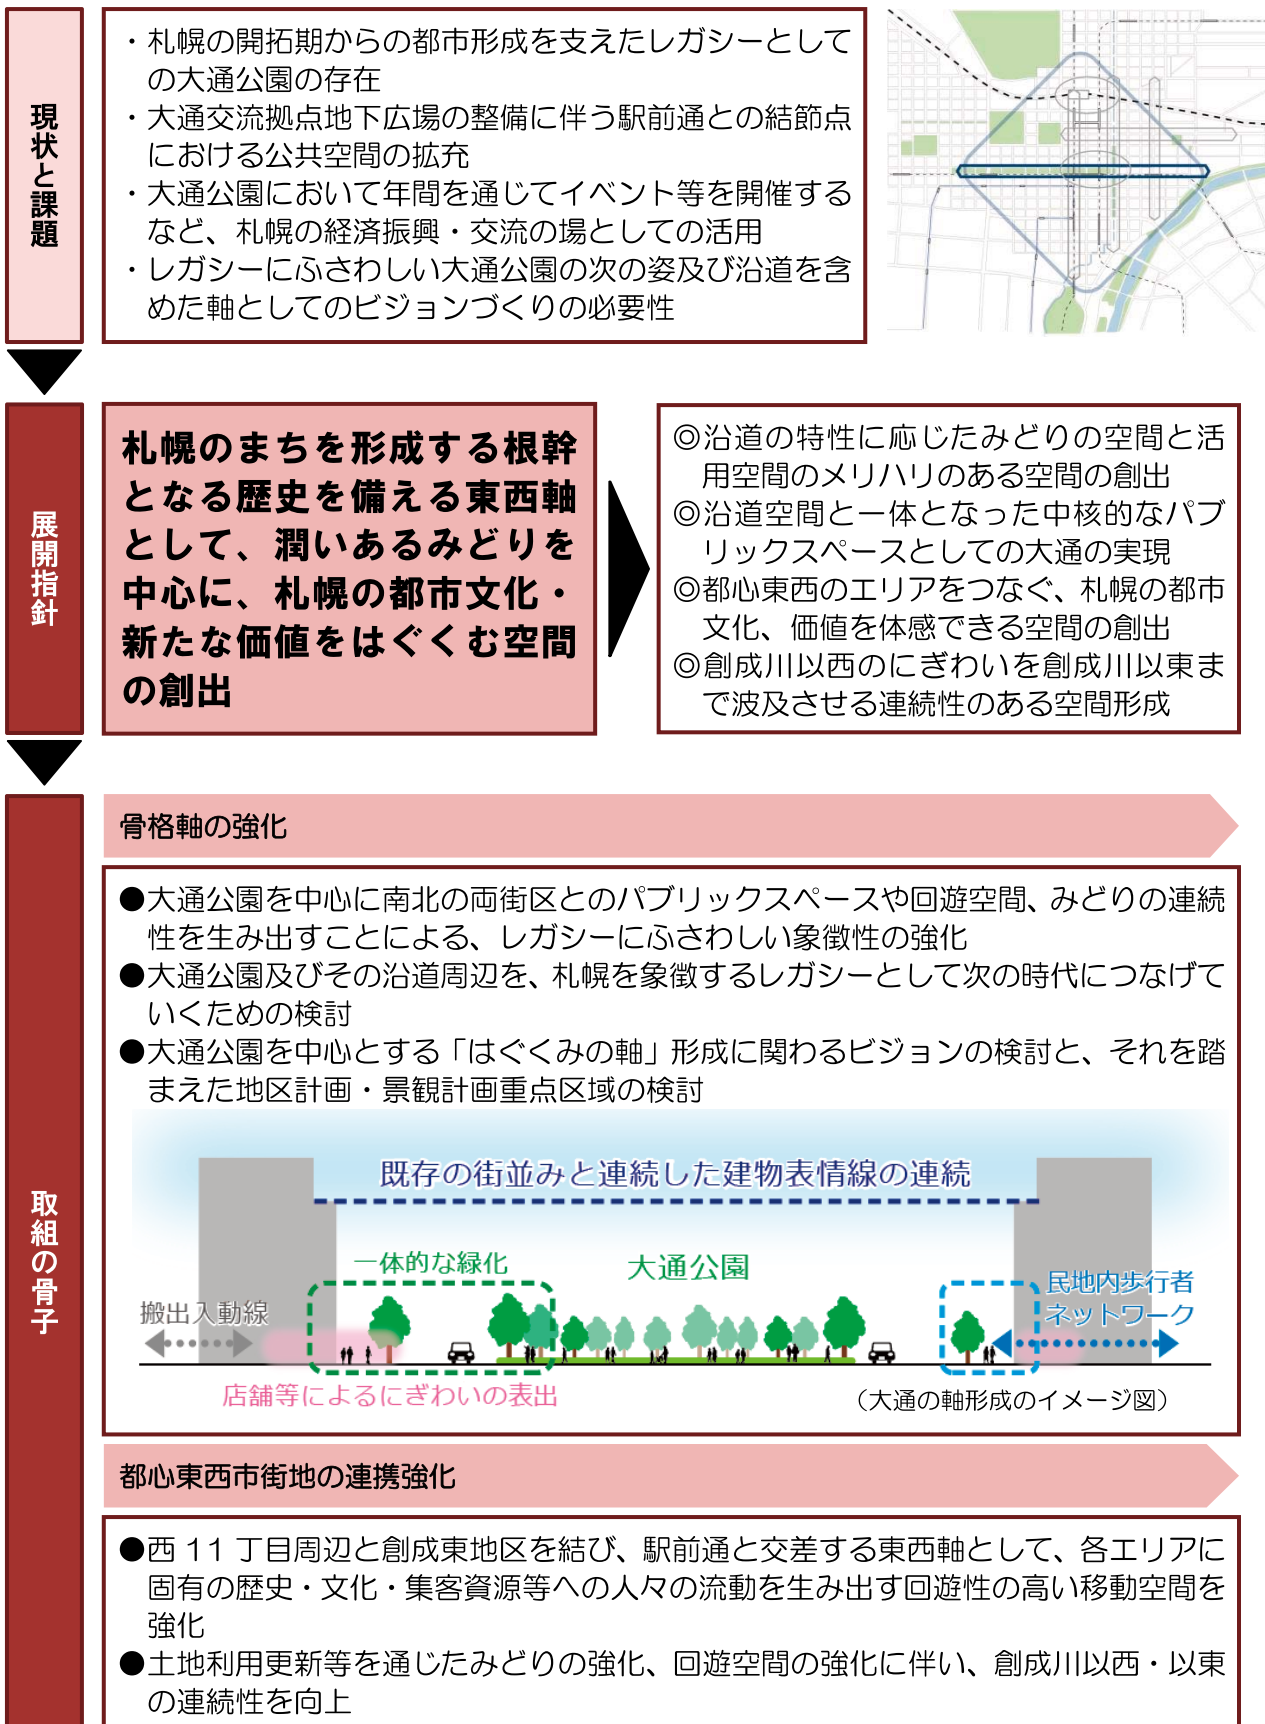 現状と課題
・札幌の開拓期からの都市形成を支えたレガシーとして
の大通公園の存在
・大通交流拠点地下広場の整備に伴う駅前通との結節点
における公共空間の拡充
・大通公園において年間を通じてイベント等を開催する
など、札幌の経済振興・交流の場としての活用
・レガシーにふさわしい大通公園の次の姿及び沿道を含
めた軸としてのビジョンづくりの必要性
展開指針
札幌のまちを形成する根幹
となる歴史を備える東西軸
として、潤いあるみどりを
中心に、札幌の都市文化・
新たな価値をはぐくむ空間
の創出
◎沿道の特性に応じたみどりの空間と活
用空間のメリハリのある空間の創出
◎沿道空間と一体となった中核的なパブ
リックスペースとしての大通の実現
◎都心東西のエリアをつなぐ、札幌の都市
文化、価値を体感できる空間の創出
◎創成川以西のにぎわいを創成川以東ま
で波及させる連続性のある空間形成
取組の骨子
骨格軸の強化
●大通公園を中心に南北の両街区とのパブリックスペースや回遊空間、みどりの連続
性を生み出すことによる、レガシーにふさわしい象徴性の強化
●大通公園及びその沿道周辺を、札幌を象徴するレガシーとして次の時代につなげて
いくための検討
●大通公園を中心とする「はぐくみの軸」形成に関わるビジョンの検討と、それを踏
まえた地区計画・景観計画重点区域の検討
既存の街並みと連続した建物表情線の連続
一体的な緑化
大通公園
民地内歩行者
ネットワーク
搬出入動線
店舗等によるにぎわいの表出
（大通の軸形成のイメージ図）
都心東西市街地の連携強化
●西 11 丁目周辺と創成東地区を結び、駅前通と交差する東西軸として、各エリアに
固有の歴史・文化・集客資源等への人々の流動を生み出す回遊性の高い移動空間を
強化
●土地利用更新等を通じたみどりの強化、回遊空間の強化に伴い、創成川以西・以東
の連続性を向上